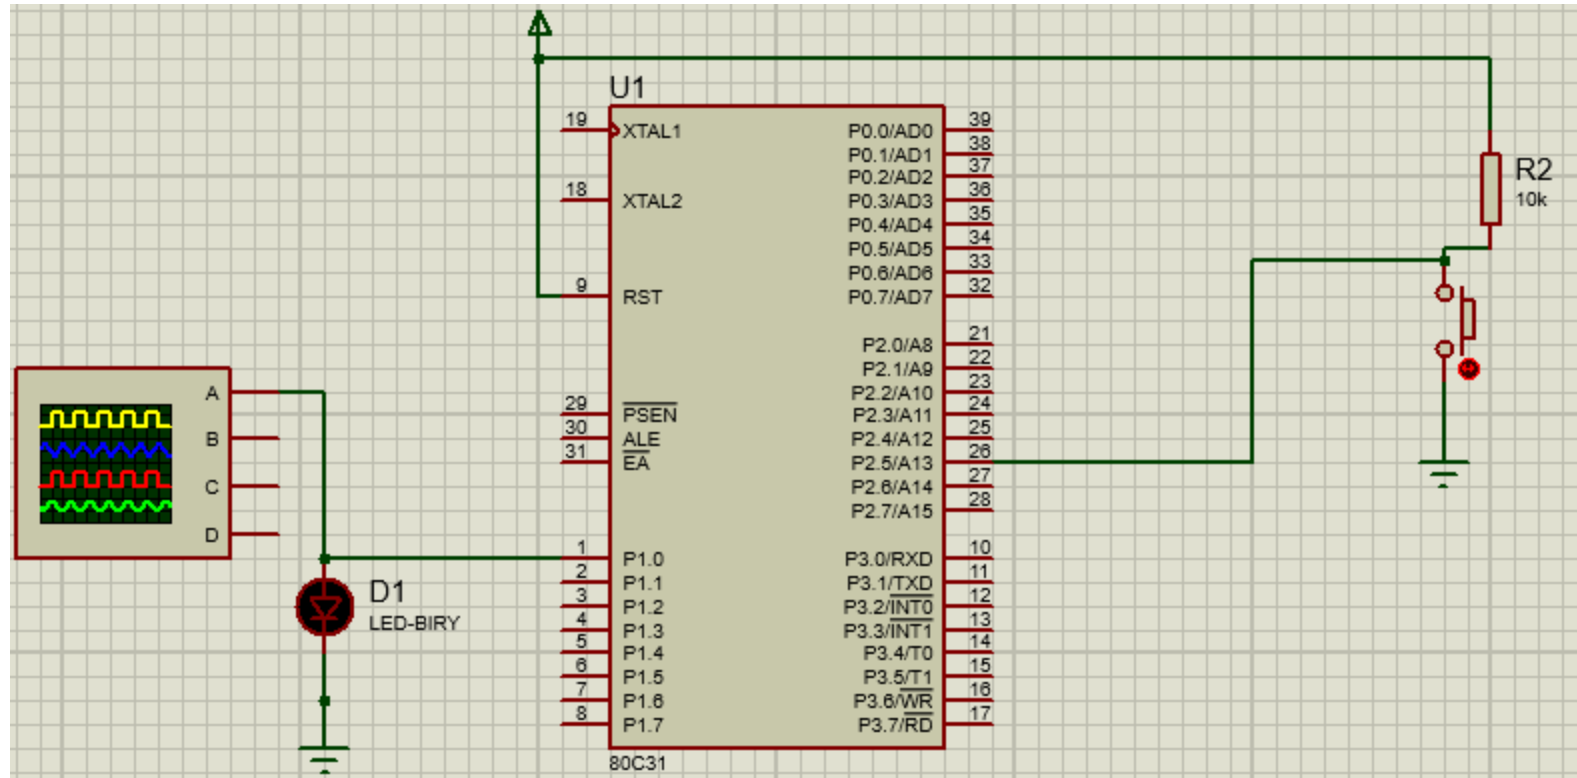 U1
19 XTAL1
18 XTAL2
9 RST
29 PSEN
30 ALE
31 EA
1 P1.0
2 P1.1
3 P1.2
4 P1.3
5 P1.4
6 P1.5
7 P1.6
8 P1.7
P0.0/AD0 39
P0.1/AD1 38
P0.2/AD2 37
P0.3/AD3 36
P0.4/AD4 35
P0.5/AD5 34
P0.6/AD6 33
P0.7/AD7 32
P2.0/A8 21
P2.1/A9 22
P2.2/A10 23
P2.3/A11 24
P2.4/A12 25
P2.5/A13 26
P2.6/A14 27
P2.7/A15 28
P3.0/RXD 10
P3.1/TXD 11
P3.2/INT0 12
P3.3/INT1 13
P3.4/T0 14
P3.5/T1 15
P3.6/WR 16
P3.7/RD 17
80C31
A
B
C
D
D1
LED-BIRY
R2
10k